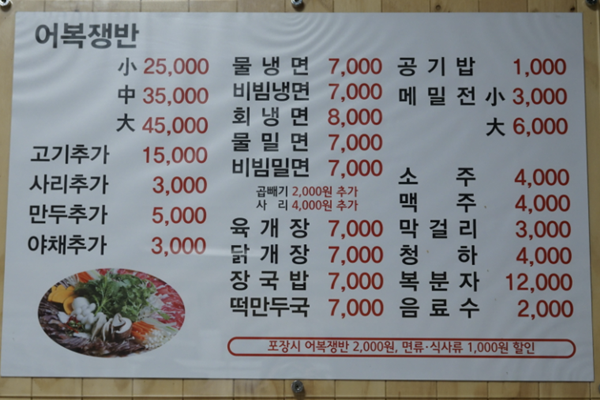 어복쟁반
小 25,000
中 35,000
大 45,000
고기추가 15,000
사리추가 3,000
만두추가 5,000
야채추가 3,000
물냉면 7,000
비빔냉면 7,000
회냉면 8,000
물밀면 7,000
비빔밀면 7,000
곱빼기 2,000원 추가
사 리 4,000원 추가
육개장 7,000
닭개장 7,000
장국밥 7,000
떡만두국 7,000
공기밥 1,000
메밀전 小 3,000
大 6,000
소주 4,000
맥주 4,000
막걸리 3,000
청하 4,000
복분자 12,000
음료수 2,000
포장시 어복쟁반 2,000원, 면류·식사류 1,000원 할인